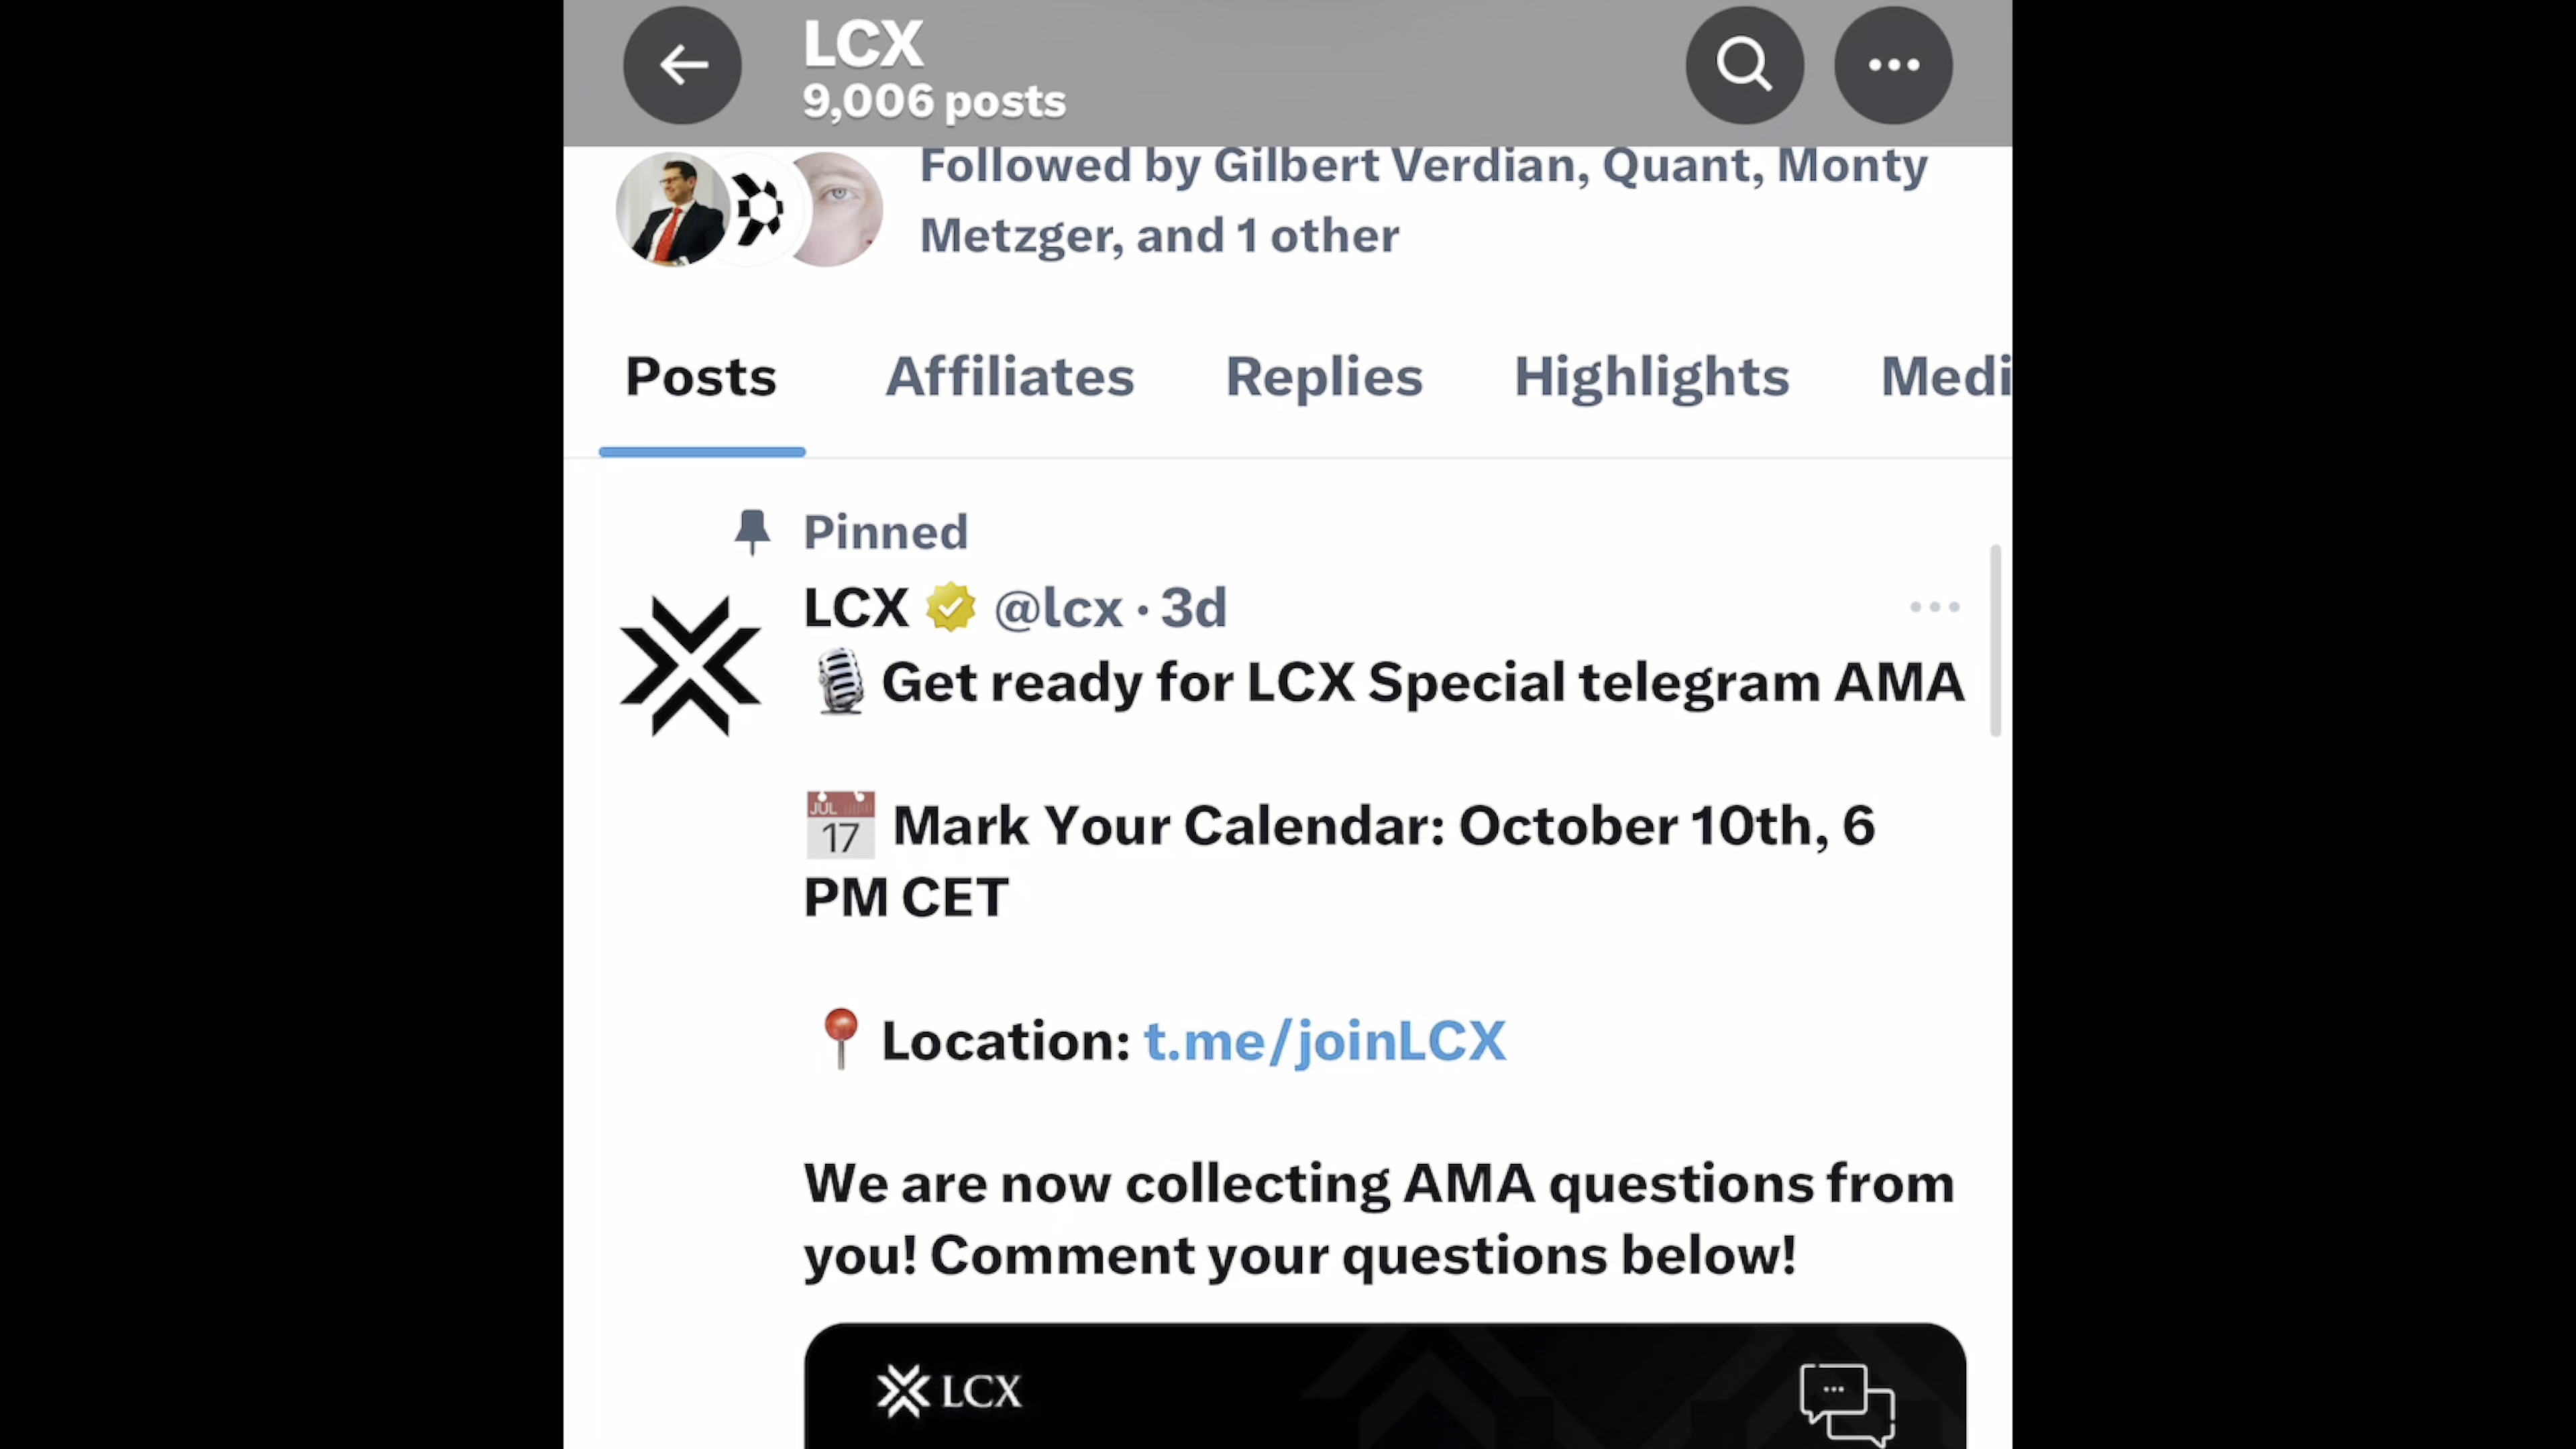 LCX
9,006 posts
Followed by Gilbert Verdian, Quant, Monty
Metzger, and 1 other
Posts Affiliates Replies Highlights Medi
Pinned
LCX @lcx · 3d
Get ready for LCX Special telegram AMA
JUL
17
Mark Your Calendar: October 10th, 6
PM CET
Location: t.me/joinLCX
We are now collecting AMA questions from
you! Comment your questions below!
LCX